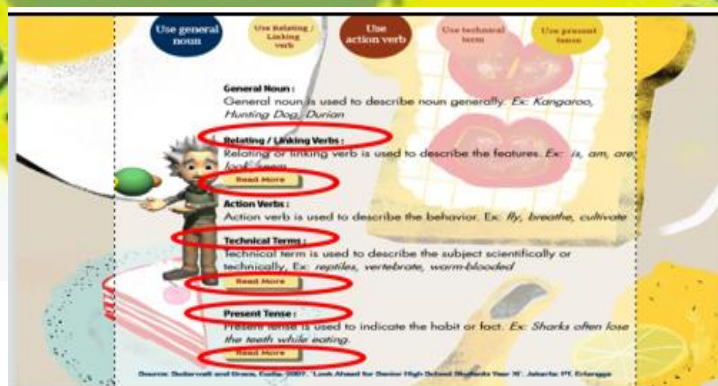 Use general
noun
Use Relating /
Linking
verb
Use
action verb
Use technical
term
Use present
tense
General Noun :
General noun is used to describe noun generally. Ex: Kangaroo,
Hunting Dog, Durian
Relating / Linking Verbs :
Relating or linking verb is used to describe the features. Ex: is, am, are,
look, seem
Read More
Action Verbs :
Action verb is used to describe the behavior. Ex: fly, breathe, cultivate
Technical Terms :
Technical term is used to describe the subject scientifically or
technically, Ex: reptiles, vertebrate, warm-blooded
Read More
Present Tense :
Present tense is used to indicate the habit or fact. Ex: Sharks often lose
the teeth while eating.
Read More
Source: and Grace, 2007. 'Look Ahead for Senior High School Students Year XI'. Jakarta: PT. Erlangga